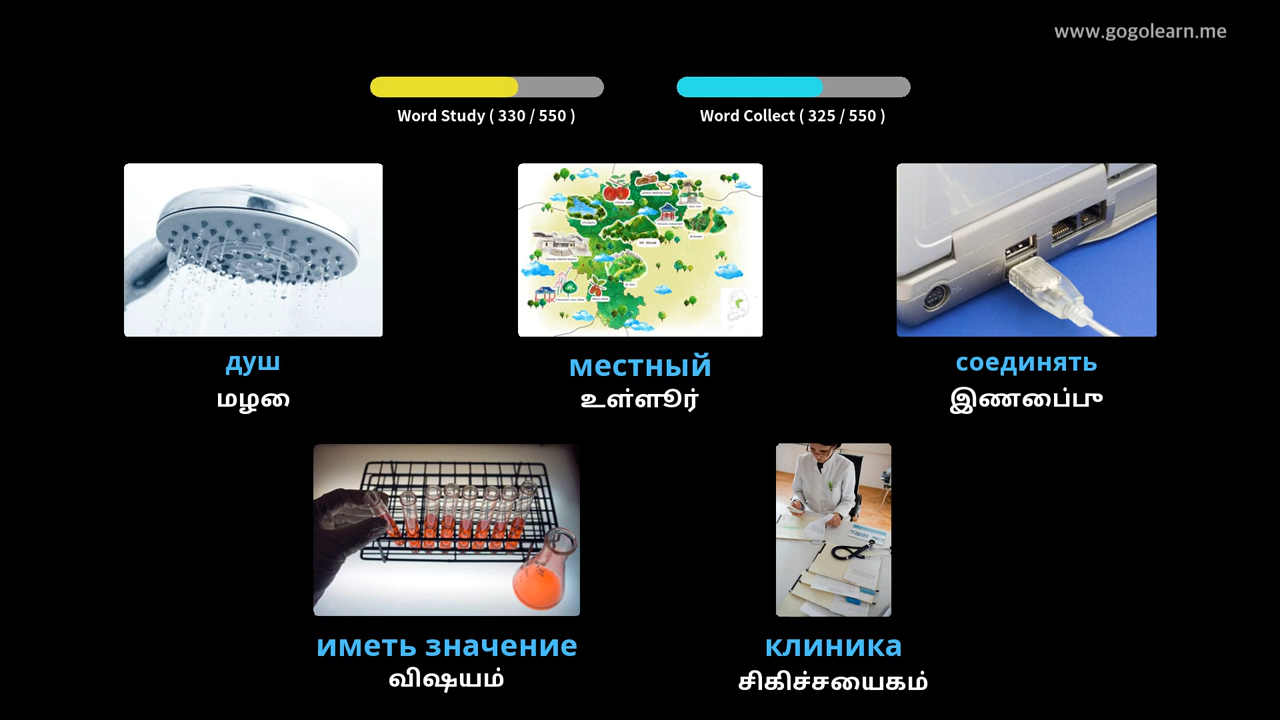 www.gogolearn.me
Word Study ( 330 / 550 )
Word Collect ( 325 / 550 )
душ
மழை
местный
உள்ளூர்
соединять
இணைப்பு
иметь значение
விஷயம்
клиника
சிகிச்சையகம்